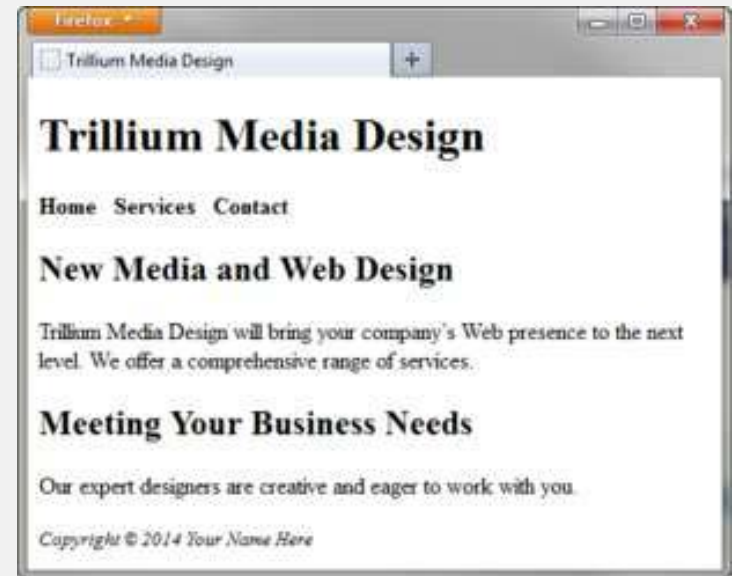 Firefox
Trillium Media Design
Trillium Media Design
Home Services Contact
New Media and Web Design
Trillium Media Design will bring your company's Web presence to the next
level. We offer a comprehensive range of services.
Meeting Your Business Needs
Our expert designers are creative and eager to work with you.
Copyright © 2014 Your Name Here